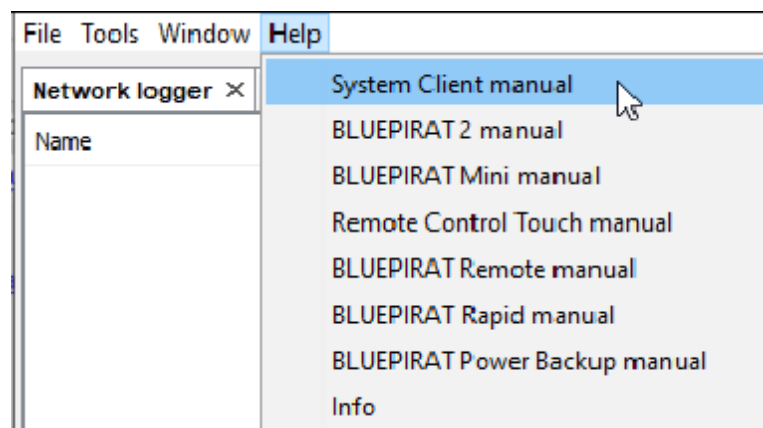 File Tools Window Help
Network logger ×
Name
System Client manual
BLUEPIRAT 2 manual
BLUEPIRAT Mini manual
Remote Control Touch manual
BLUEPIRAT Remote manual
BLUEPIRAT Rapid manual
BLUEPIRAT Power Backup manual
Info